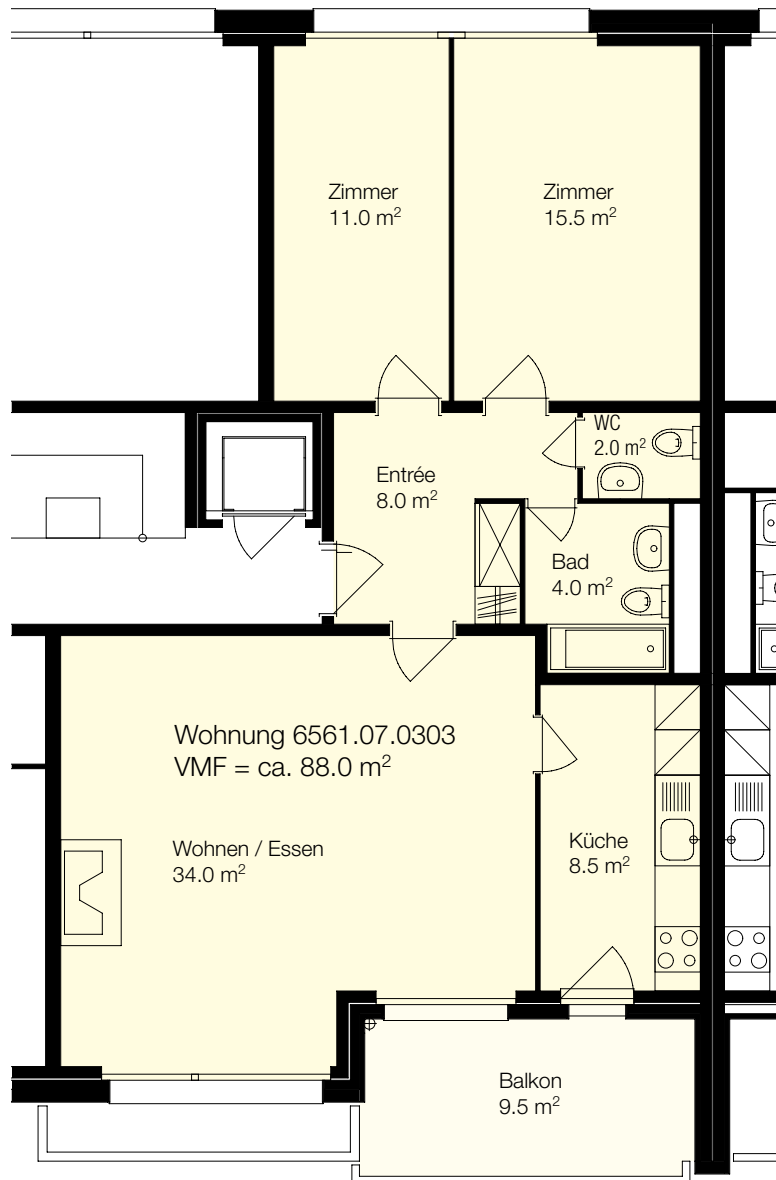 Zimmer
11.0 m²
Zimmer
15.5 m²
WC
2.0 m²
Entrée
8.0 m²
Bad
4.0 m²
Wohnung 6561.07.0303
VMF = ca. 88.0 m²
Wohnen / Essen
34.0 m²
Küche
8.5 m²
Balkon
9.5 m²